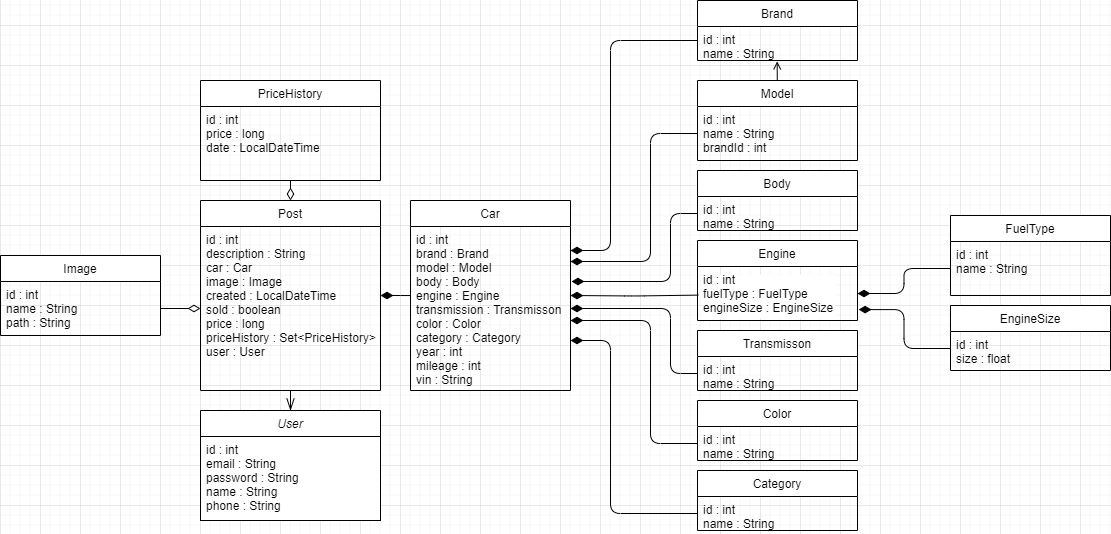 Brand
id : int
name : String
PriceHistory
id : int
price : long
date : LocalDateTime
Model
id : int
name : String
brandId : int
Body
id : int
name : String
Post
id : int
description : String
car : Car
image : Image
created : LocalDateTime
sold : boolean
price : long
priceHistory : Set<PriceHistory>
user : User
Car
id : int
brand : Brand
model : Model
body : Body
engine : Engine
transmission : Transmisson
color : Color
category : Category
year : int
mileage : int
vin : String
Engine
id : int
fuelType : FuelType
engineSize : EngineSize
FuelType
id : int
name : String
Image
id : int
name : String
path : String
EngineSize
id : int
size : float
Transmisson
id : int
name : String
User
id : int
email : String
password : String
name : String
phone : String
Color
id : int
name : String
Category
id : int
name : String